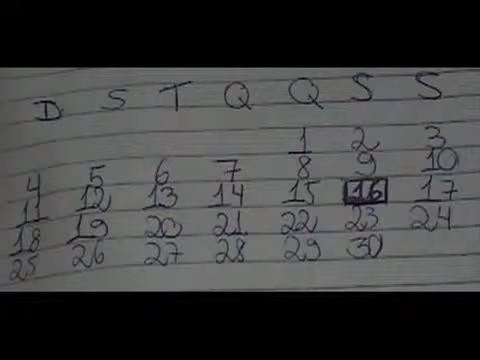 D S T Q Q S S
1 2 3
4 5 6 7 8 9 10
11 12 13 14 15 16 17
18 19 20 21 22 23 24
25 26 27 28 29 30